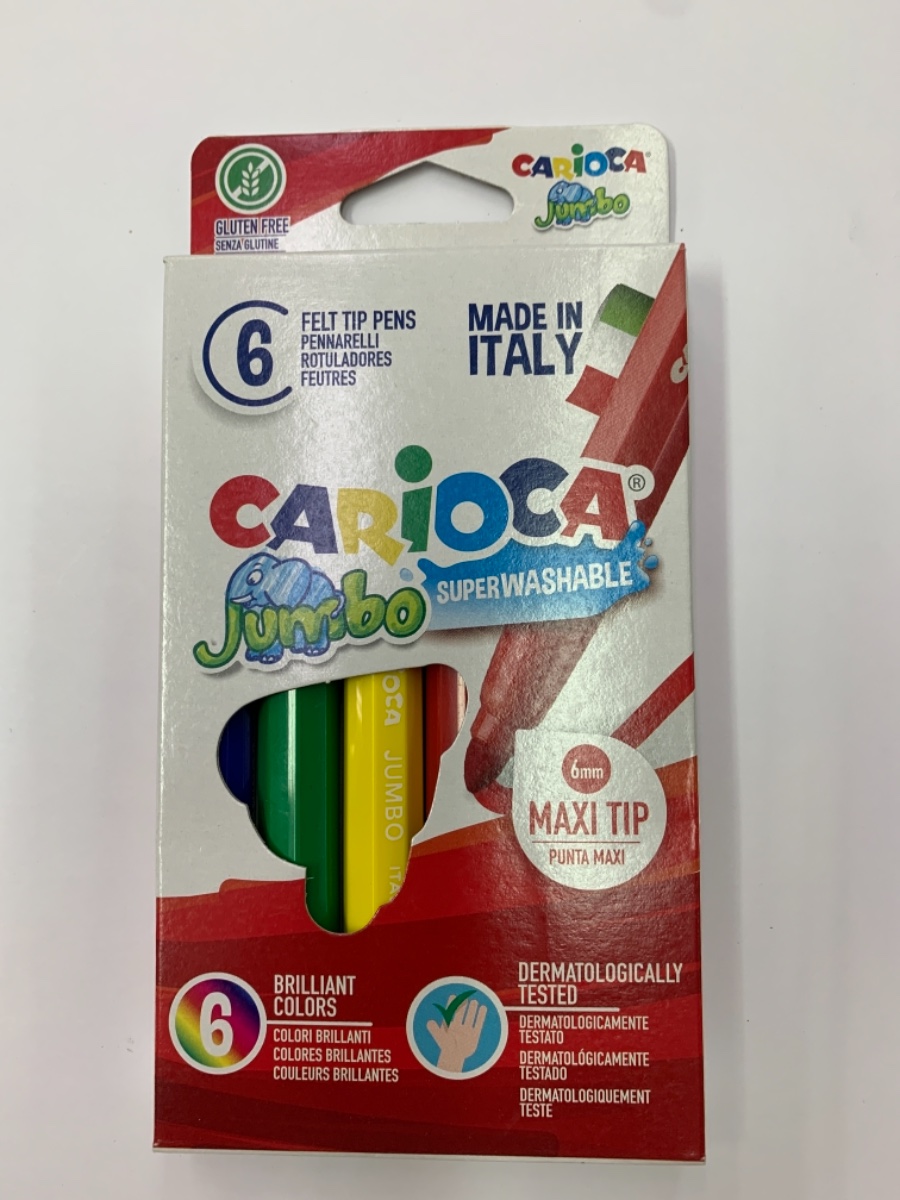 GLUTEN FREE
SENZA GLUTINE
CARIOCA®
Jumbo
6
FELT TIP PENS
PENNARELLI
ROTULADORES
FEUTRES
MADE IN
ITALY
CARIOCA®
Jumbo
SUPERWASHABLE
JUMBO
6mm
MAXI TIP
PUNTA MAXI
6
BRILLIANT
COLORS
COLORI BRILLANTI
COLORES BRILLANTES
COULEURS BRILLANTES
DERMATOLOGICALLY
TESTED
DERMATOLOGICAMENTE
TESTATO
DERMATOLÓGICAMENTE
TESTADO
DERMATOLOGIQUEMENT
TESTE